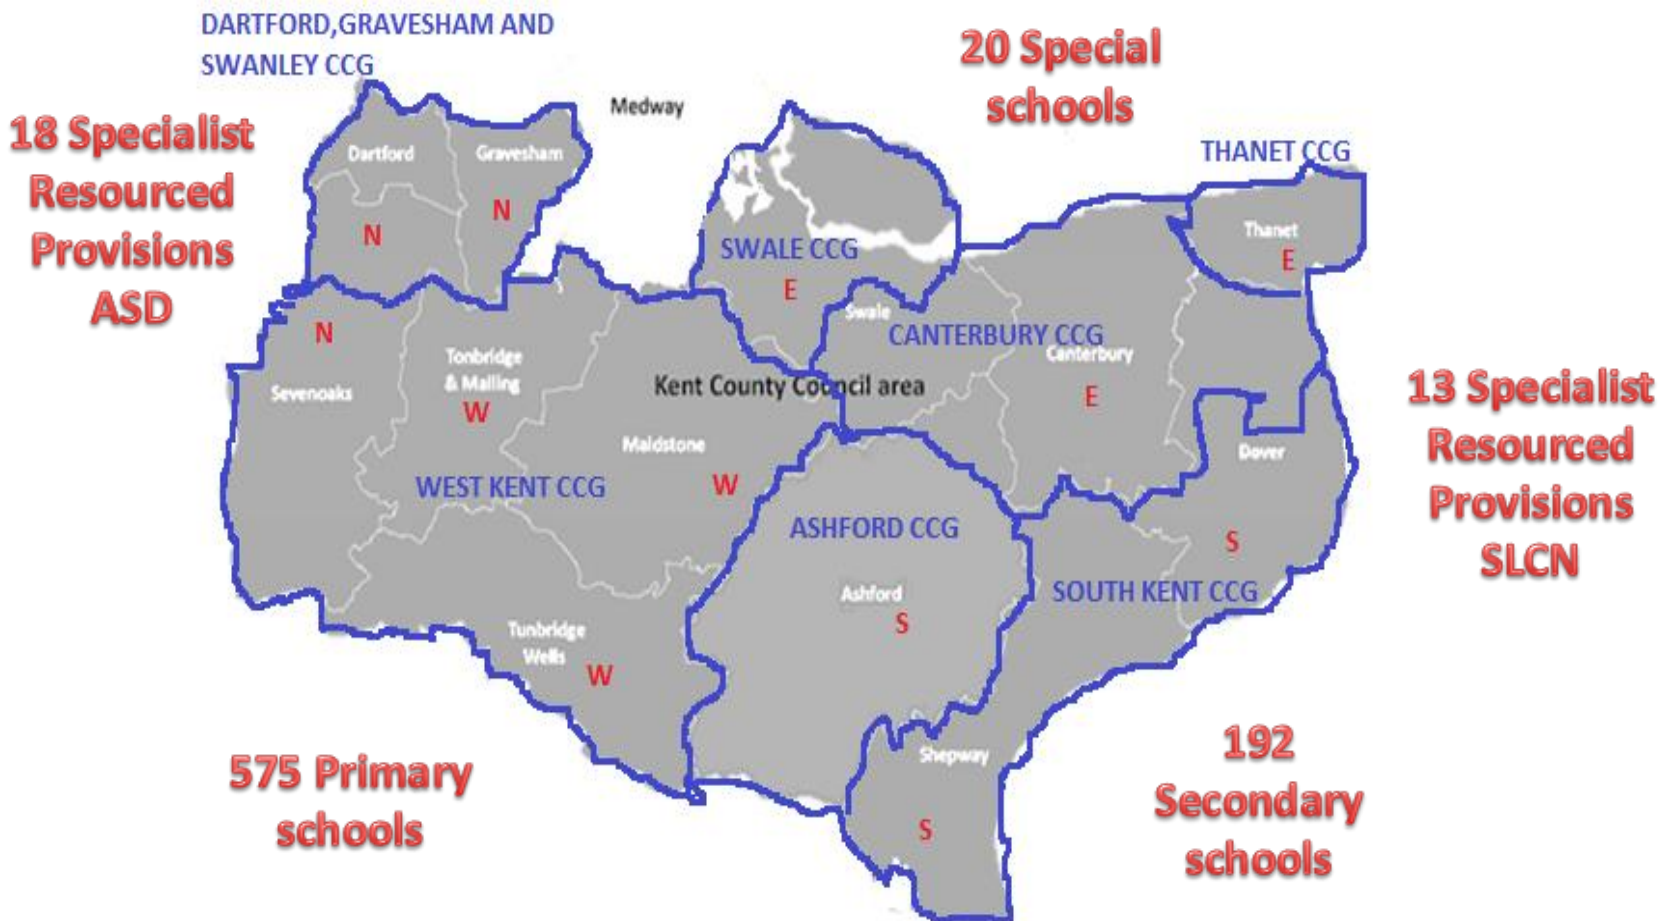 DARTFORD,GRAVESHAM AND
SWANLEY CCG
20 Special
schools
Medway
18 Specialist
Resourced
Provisions
ASD
Dartford
Gravesham
THANET CCG
N
N
Thanet
E
SWALE CCG
E
Swale
CANTERBURY CCG
Canterbury
E
N
Sevenoaks
Tonbridge
& Malling
W
Kent County Council area
Maidstone
W
WEST KENT CCG
13 Specialist
Resourced
Provisions
SLCN
Dover
S
ASHFORD CCG
Ashford
S
SOUTH KENT CCG
Tunbridge
Wells
W
Shepway
S
575 Primary
schools
192
Secondary
schools